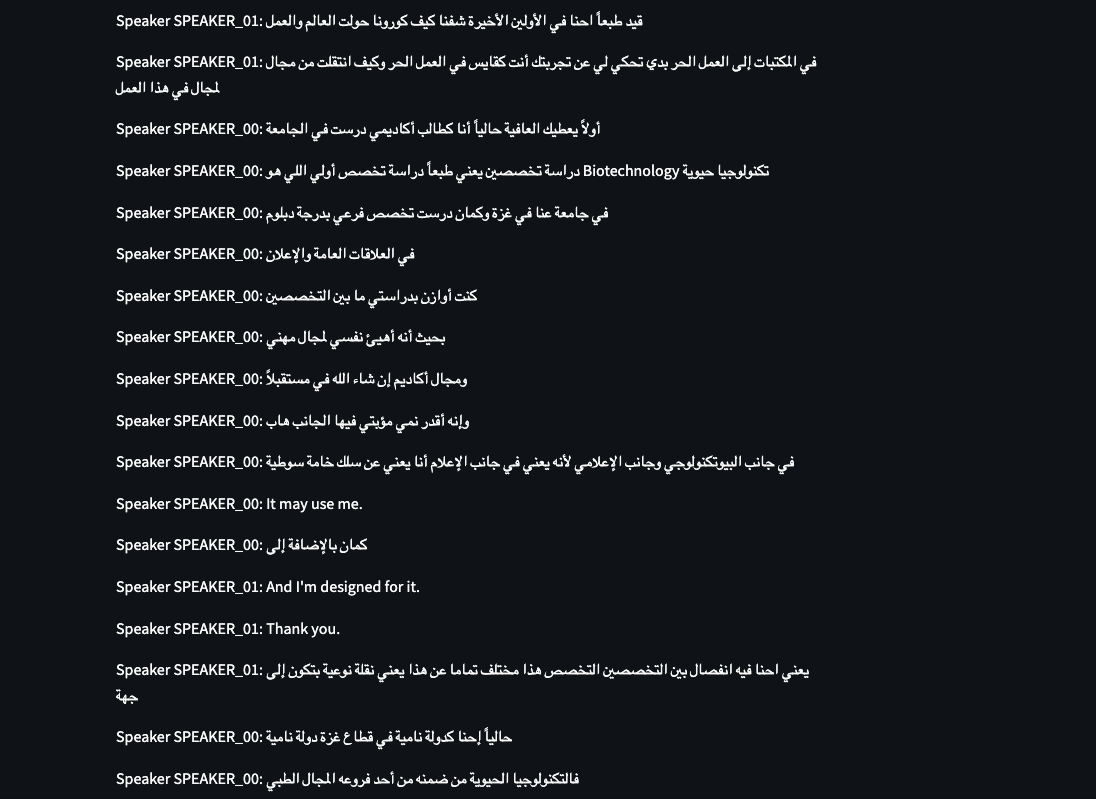 Speaker SPEAKER_01: قيد طبعاً احنا في الأولين الأخيرة شفنا كيف كورونا حولت العالم والعمل
Speaker SPEAKER_01: في المكتبات إلى العمل الحر بدي تحكي لي عن تجربتك أنت كقايس في العمل الحر وكيف انتقلت من مجال
لمجال في هذا العمل
Speaker SPEAKER_00: أولاً يعطيك العافية حالياً أنا كطالب أكاديمي درست في الجامعة
Speaker SPEAKER_00: دراسة تخصصين يعني طبعاً دراسة تخصص أولي اللي هو Biotechnology تكنولوجيا حيوية
Speaker SPEAKER_00: في جامعة عنا في غزة وكمان درست تخصص فرعي بدرجة دبلوم
Speaker SPEAKER_00: في العلاقات العامة والإعلان
Speaker SPEAKER_00: كنت أوازن بدراستي ما بين التخصصين
Speaker SPEAKER_00: بحيث أنه أهيئ نفسي لمجال مهني
Speaker SPEAKER_00: ومجال أكاديم إن شاء الله في مستقبلاً
Speaker SPEAKER_00: وإنه أقدر نمي مؤبتي فيها الجانب هاب
Speaker SPEAKER_00: في جانب البيوتكنولوجي وجانب الإعلامي لأنه يعني في جانب الإعلام أنا يعني عن سلك خامة سوطية
Speaker SPEAKER_00: It may use me.
Speaker SPEAKER_00: كمان بالإضافة إلى
Speaker SPEAKER_01: And I'm designed for it.
Speaker SPEAKER_01: Thank you.
Speaker SPEAKER_01: يعني احنا فيه انفصال بين التخصصين التخصص هذا مختلف تماما عن هذا يعني نقلة نوعية بتكون إلى
جهة
Speaker SPEAKER_00: حالياً إحنا كدولة نامية في قطاع غزة دولة نامية
Speaker SPEAKER_00: فالتكنولوجيا الحيوية من ضمنه من أحد فروعه المجال الطبي